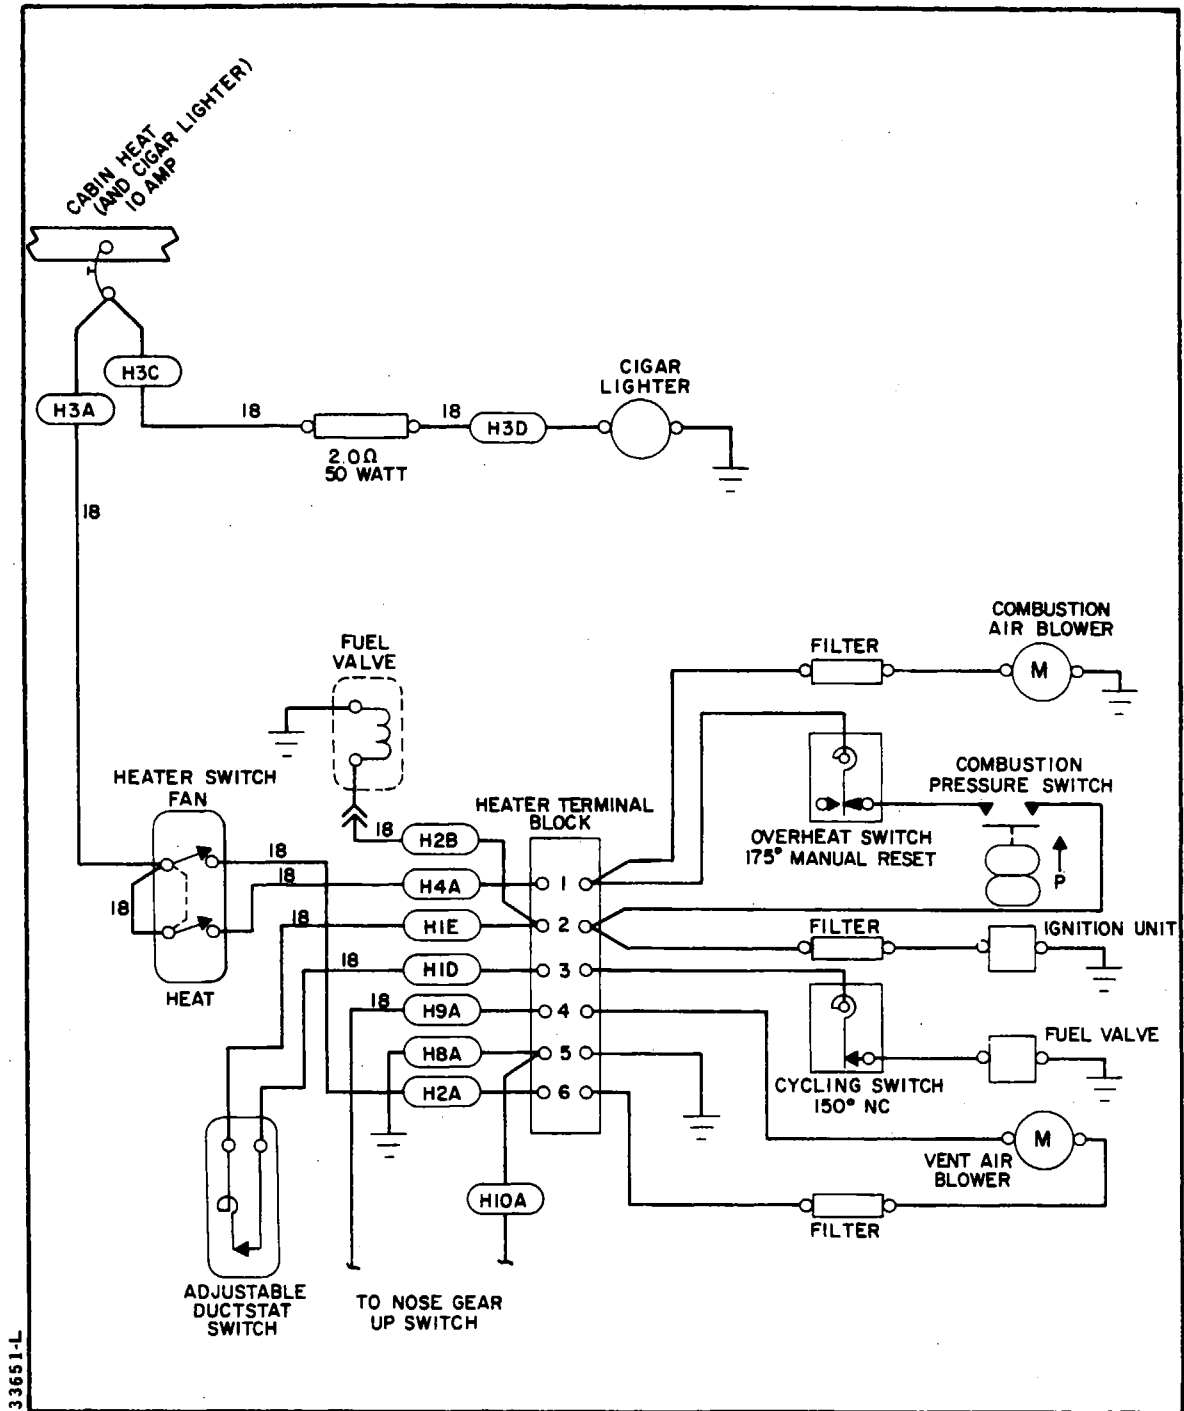 CABIN HEAT
(AND CIGAR LIGHTER)
10 AMP
H3C
H3A
18
2.0Ω
50 WATT
18
H3D
CIGAR
LIGHTER
18
COMBUSTION
AIR BLOWER
FILTER
M
FUEL
VALVE
HEATER SWITCH
FAN
HEATER TERMINAL
BLOCK
COMBUSTION
PRESSURE SWITCH
OVERHEAT SWITCH
175° MANUAL RESET
P
18
H2B
18
18
H4A
1
18
18
H1E
2
FILTER
IGNITION UNIT
HEAT
18
H1D
3
18
H9A
4
H8A
5
FUEL VALVE
CYCLING SWITCH
150° NC
H2A
6
M
VENT AIR
BLOWER
H10A
FILTER
ADJUSTABLE
DUCTSTAT
SWITCH
TO NOSE GEAR
UP SWITCH
33651-L